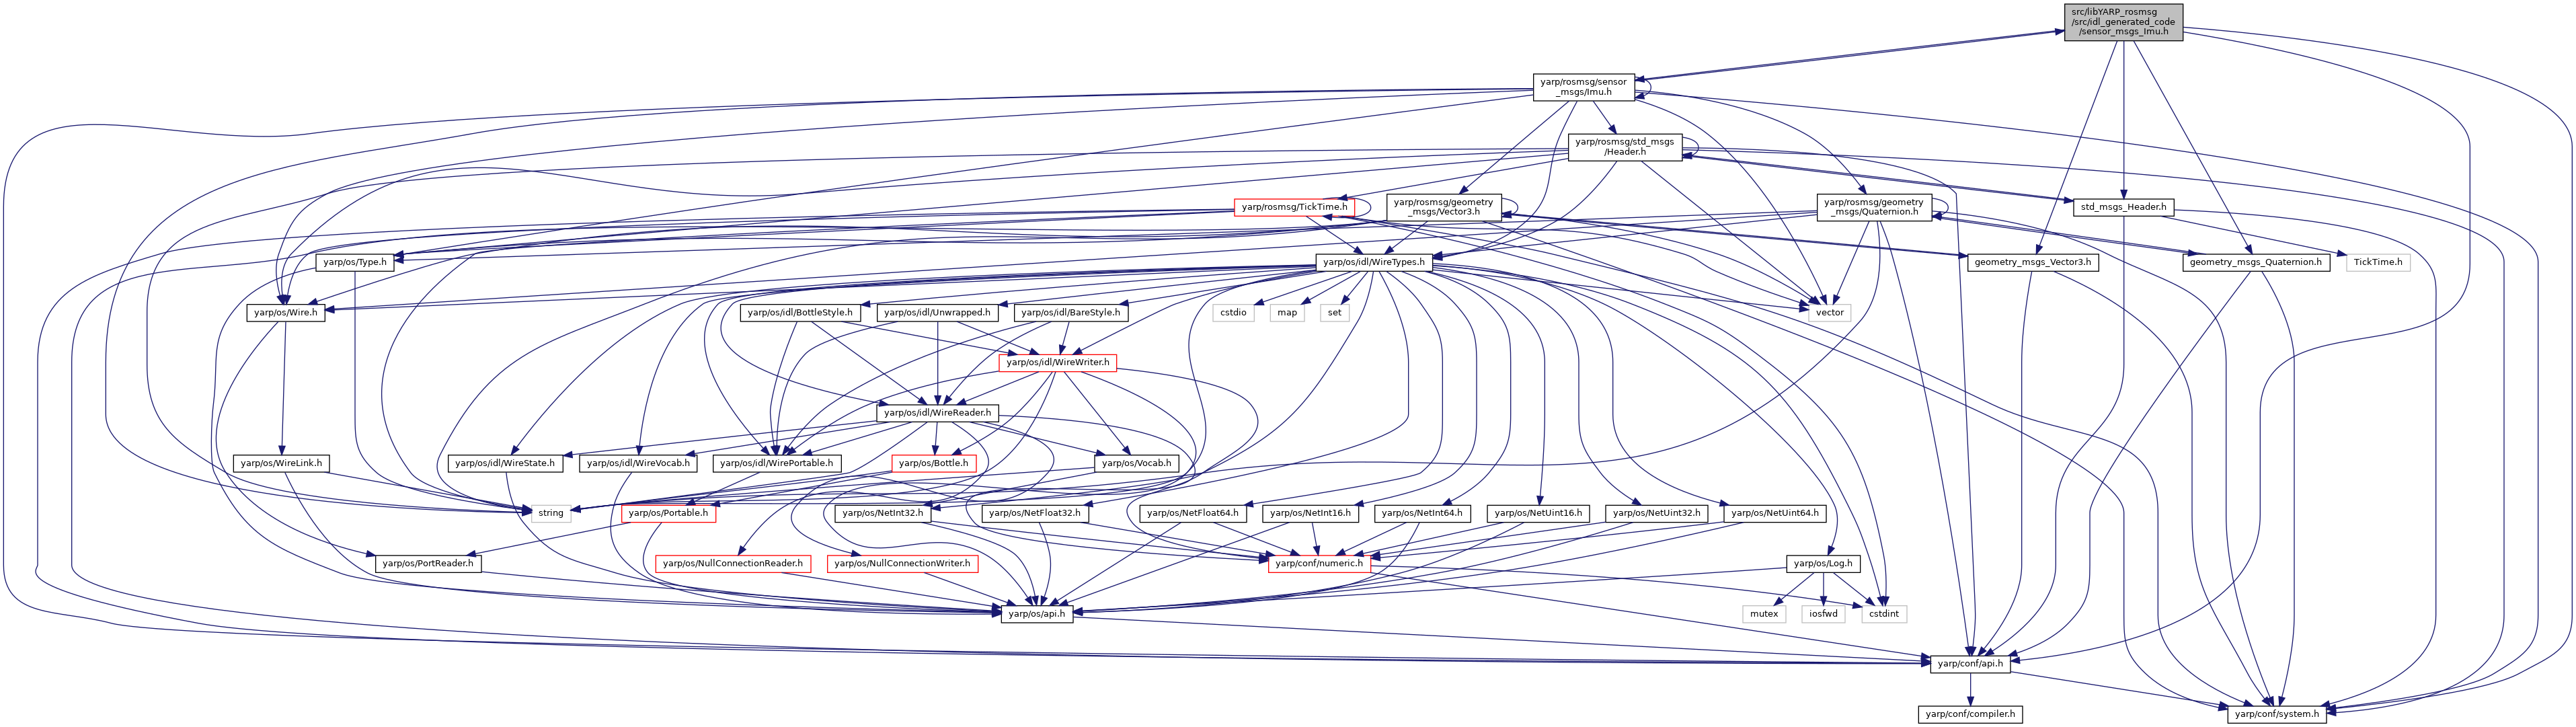 src/libYARP_rosmsg
/src/idl_generated_code
/sensor_msgs_Imu.h
yarp/rosmsg/sensor
_msgs/Imu.h
yarp/rosmsg/std_msgs
/Header.h
yarp/rosmsg/TickTime.h
yarp/rosmsg/geometry
_msgs/Vector3.h
yarp/rosmsg/geometry
_msgs/Quaternion.h
std_msgs_Header.h
yarp/os/Type.h
yarp/os/idl/WireTypes.h
geometry_msgs_Vector3.h
geometry_msgs_Quaternion.h
TickTime.h
yarp/os/Wire.h
yarp/os/idl/BottleStyle.h
yarp/os/idl/Unwrapped.h
yarp/os/idl/BareStyle.h
cstdio
map
set
vector
yarp/os/idl/WireWriter.h
yarp/os/idl/WireReader.h
yarp/os/WireLink.h
yarp/os/idl/WireState.h
yarp/os/idl/WireVocab.h
yarp/os/idl/WirePortable.h
yarp/os/Bottle.h
yarp/os/Vocab.h
string
yarp/os/Portable.h
yarp/os/NetInt32.h
yarp/os/NetFloat32.h
yarp/os/NetFloat64.h
yarp/os/NetInt16.h
yarp/os/NetInt64.h
yarp/os/NetUint16.h
yarp/os/NetUint32.h
yarp/os/NetUint64.h
yarp/os/PortReader.h
yarp/os/NullConnectionReader.h
yarp/os/NullConnectionWriter.h
yarp/conf/numeric.h
yarp/os/Log.h
yarp/os/api.h
mutex
iosfwd
cstdint
yarp/conf/api.h
yarp/conf/compiler.h
yarp/conf/system.h